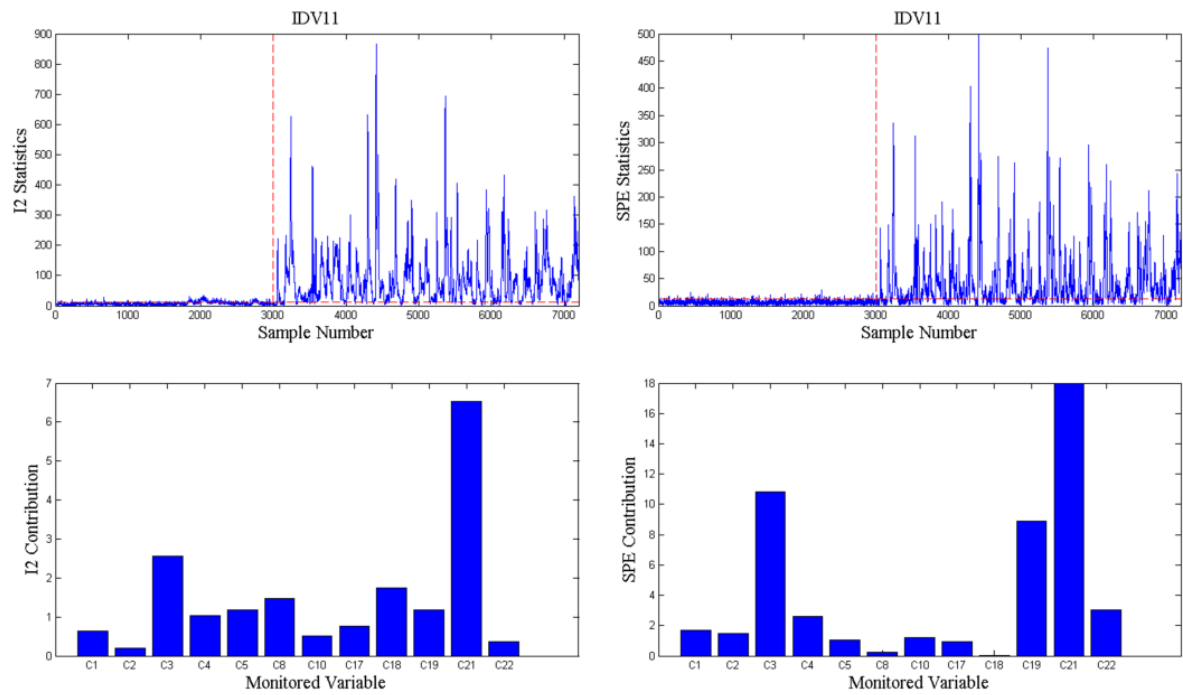 IDV11
900
800
700
600
500
400
300
200
100
0
I2 Statistics
0 1000 2000 3000 4000 5000 6000 7000
Sample Number
IDV11
500
450
400
350
300
250
200
150
100
50
0
SPE Statistics
0 1000 2000 3000 4000 5000 6000 7000
Sample Number
7
6
5
4
3
2
1
0
I2 Contribution
C1 C2 C3 C4 C5 C8 C10 C17 C18 C19 C21 C22
Monitored Variable
18
16
14
12
10
8
6
4
2
0
SPE Contribution
C1 C2 C3 C4 C5 C8 C10 C17 C18 C19 C21 C22
Monitored Variable